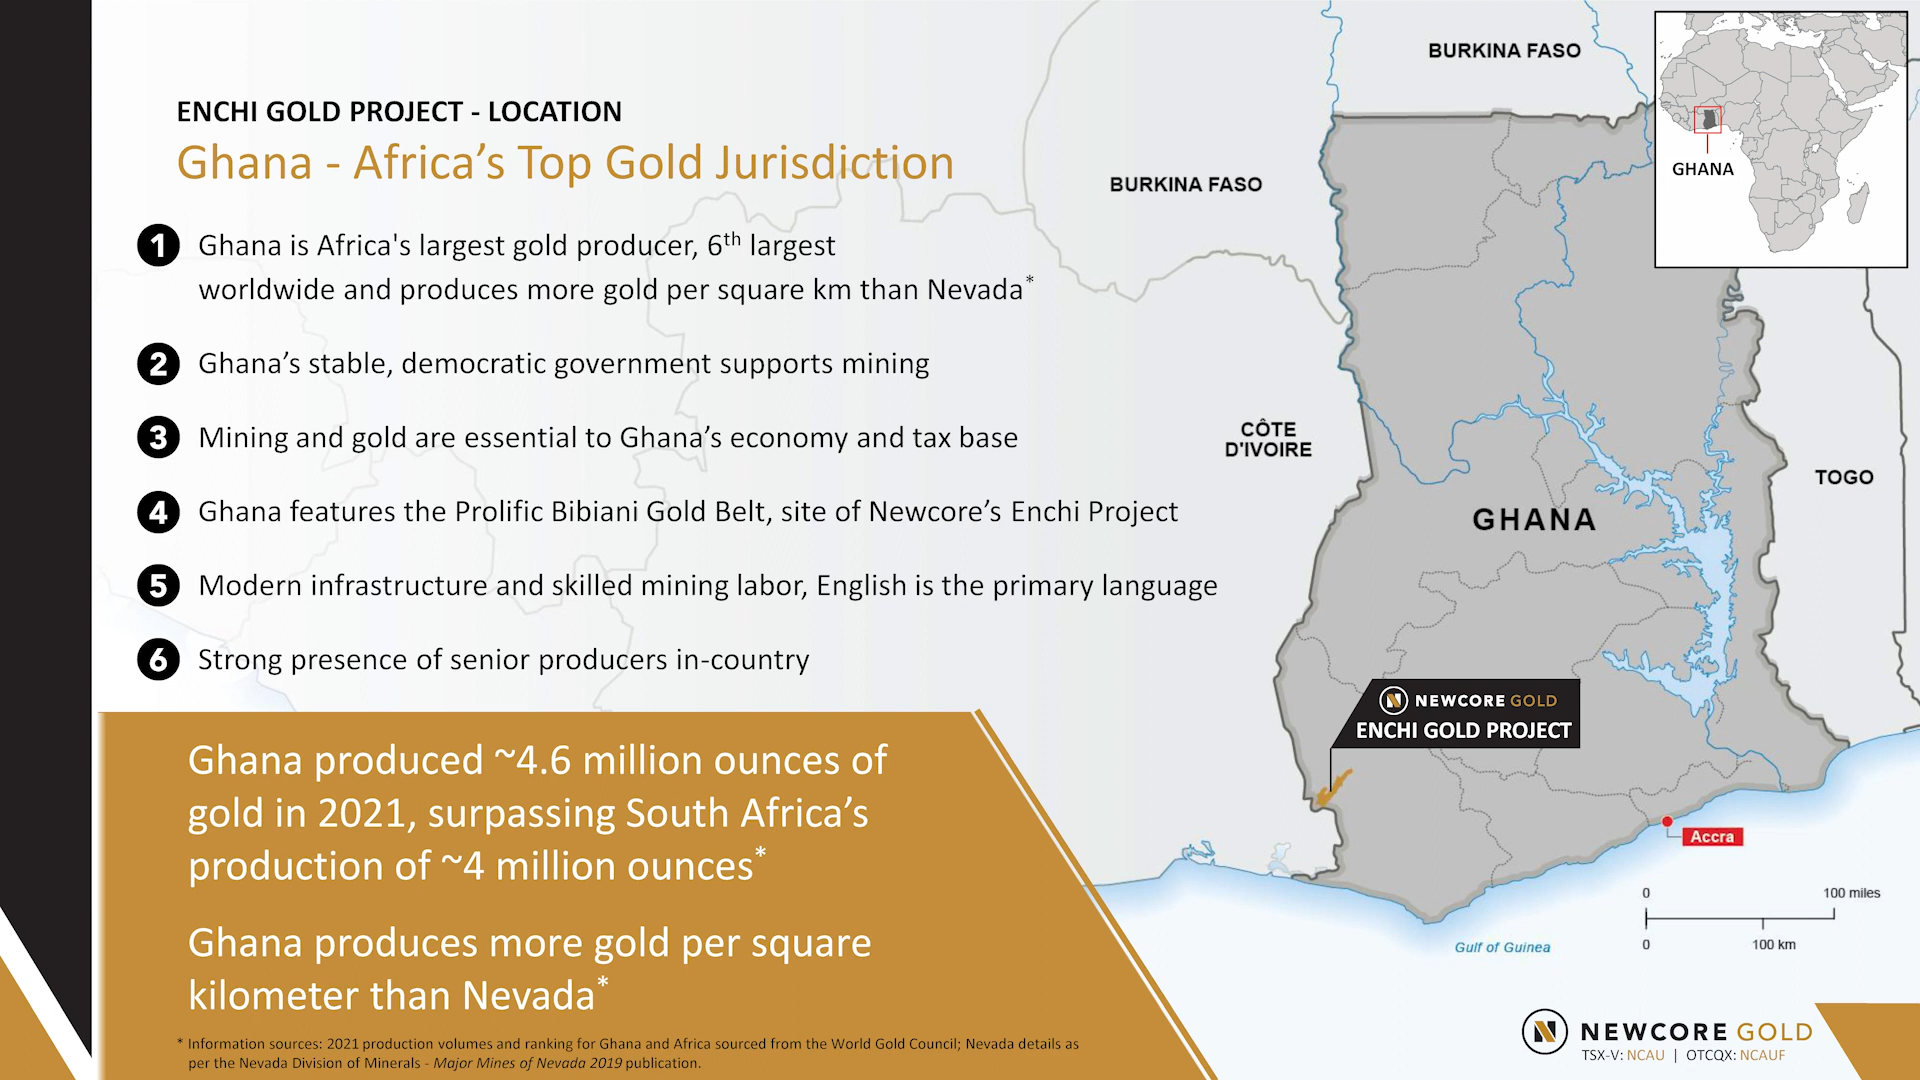 ENCHI GOLD PROJECT - LOCATION
Ghana - Africa’s Top Gold Jurisdiction
1 Ghana is Africa's largest gold producer, 6th largest
worldwide and produces more gold per square km than Nevada*
2 Ghana’s stable, democratic government supports mining
3 Mining and gold are essential to Ghana’s economy and tax base
4 Ghana features the Prolific Bibiani Gold Belt, site of Newcore’s Enchi Project
5 Modern infrastructure and skilled mining labor, English is the primary language
6 Strong presence of senior producers in-country
Ghana produced ~4.6 million ounces of
gold in 2021, surpassing South Africa’s
production of ~4 million ounces*
Ghana produces more gold per square
kilometer than Nevada*
* Information sources: 2021 production volumes and ranking for Ghana and Africa sourced from the World Gold Council; Nevada details as
per the Nevada Division of Minerals - Major Mines of Nevada 2019 publication.
BURKINA FASO
BURKINA FASO
GHANA
CÔTE
D'IVOIRE
TOGO
GHANA
N NEWCORE GOLD
ENCHI GOLD PROJECT
Accra
0 100 miles
0 100 km
Gulf of Guinea
N NEWCORE GOLD
TSX-V: NCAU | OTCQX: NCAUF